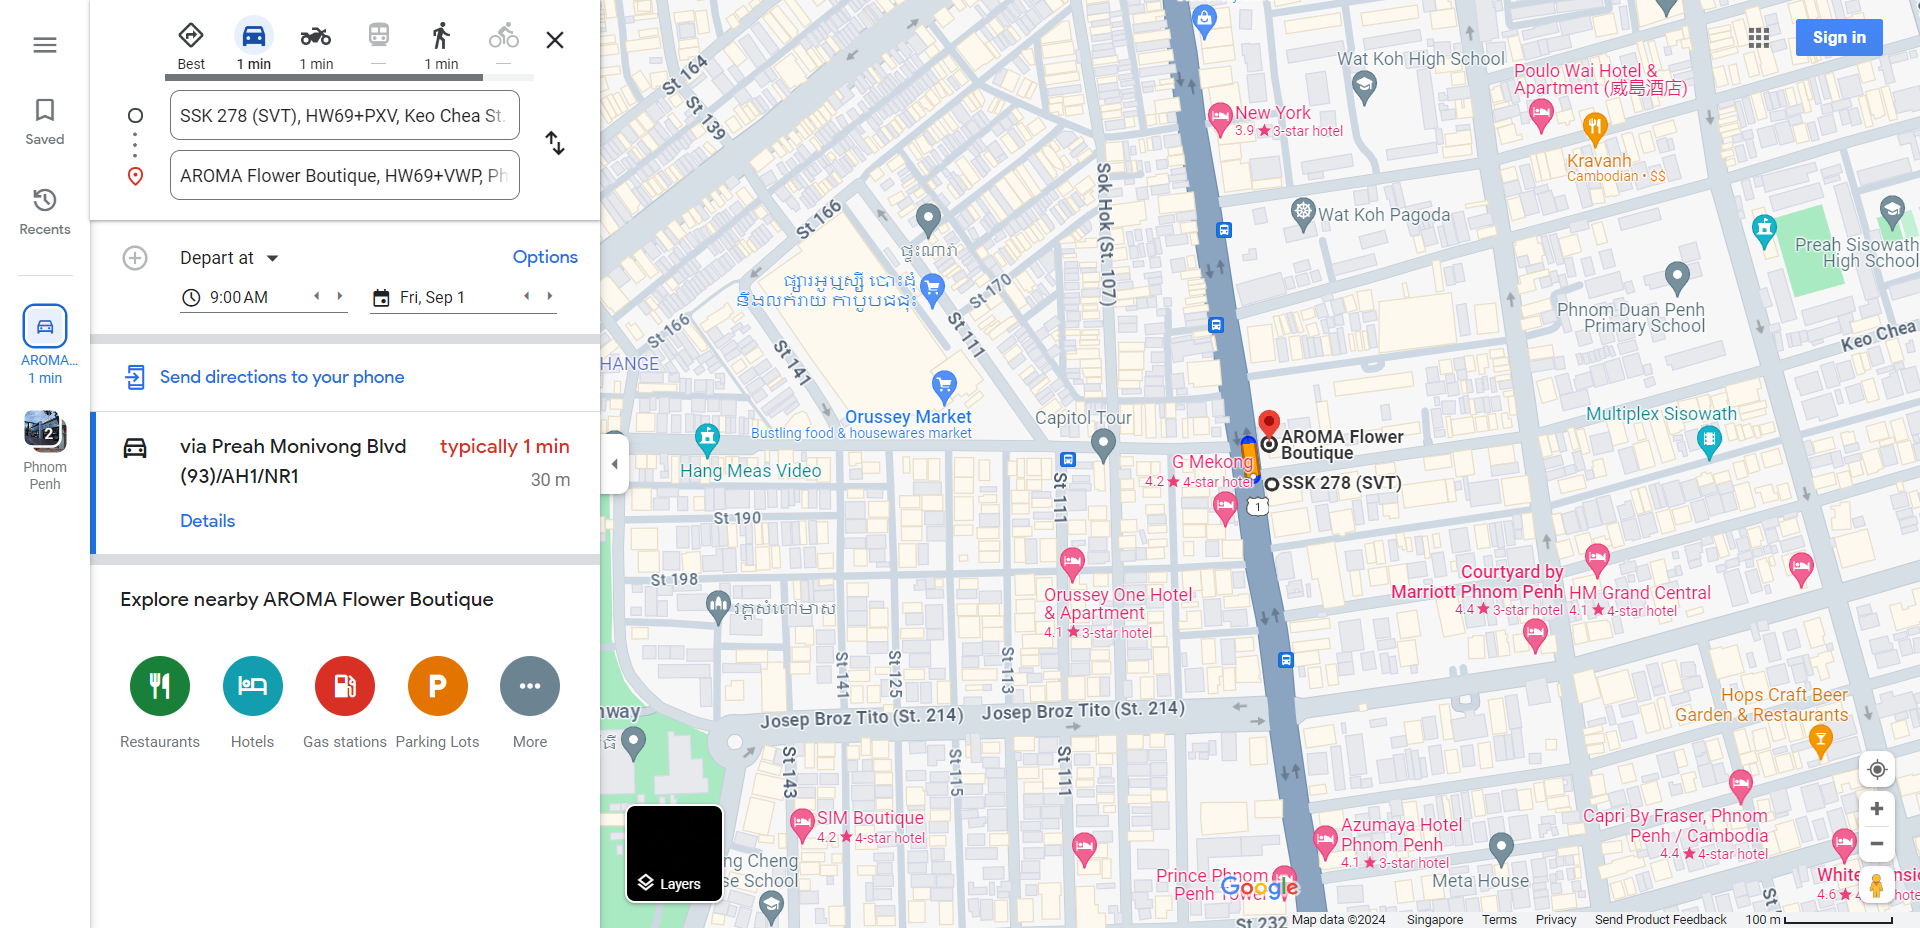 Saved
Recents
AROMA...
1 min
2
Phnom
Penh
Best
1 min
1 min
—
1 min
—
SSK 278 (SVT), HW69+PXV, Keo Chea St.
AROMA Flower Boutique, HW69+VWP, Ph
Depart at
Options
9:00 AM
Fri, Sep 1
Send directions to your phone
via Preah Monivong Blvd
(93)/AH1/NR1
typically 1 min
30 m
Details
Explore nearby AROMA Flower Boutique
P
Restaurants
Hotels
Gas stations
Parking Lots
More
Sign in
St 164
St 139
St 166
St 166
St 170
St 111
St 141
Sok Hok (St. 107)
New York
3.9 ★ 3-star hotel
Wat Koh High School
Poulo Wai Hotel &
Apartment (威島酒店)
Kravanh
Cambodian • $$
Wat Koh Pagoda
Preah Sisowath
High School
Phnom Duan Penh
Primary School
Keo Chea
ផ្ទះណារ៉ា
ផ្សារអូឬស្សី បោះដុំ
និងលក់រាយ កាបូបជជុះ
HANGE
Orussey Market
Bustling food & housewares market
Capitol Tour
Hang Meas Video
Multiplex Sisowath
AROMA Flower
Boutique
SSK 278 (SVT)
G Mekong
4.2 ★ 4-star hotel
1
St 190
St 111
St 198
វត្តសំពៅមាស
Orussey One Hotel
& Apartment
4.1 ★ 3-star hotel
Courtyard by
Marriott Phnom Penh
4.4 ★ 3-star hotel
HM Grand Central
4.1 ★ 4-star hotel
St 141
St 125
St 113
nway
Josep Broz Tito (St. 214)
Josep Broz Tito (St. 214)
Hops Craft Beer
Garden & Restaurants
St 143
St 115
St 111
SIM Boutique
4.2 ★ 4-star hotel
ng Cheng
se School
Layers
Azumaya Hotel
Phnom Penh
4.1 ★ 3-star hotel
Meta House
Capri By Fraser, Phnom
Penh / Cambodia
4.4 ★ 4-star hotel
Prince Phnom
Penh Tower
Google
St 232
St
4.6 ★
Map data ©2024
Singapore
Terms
Privacy
Send Product Feedback
100 m